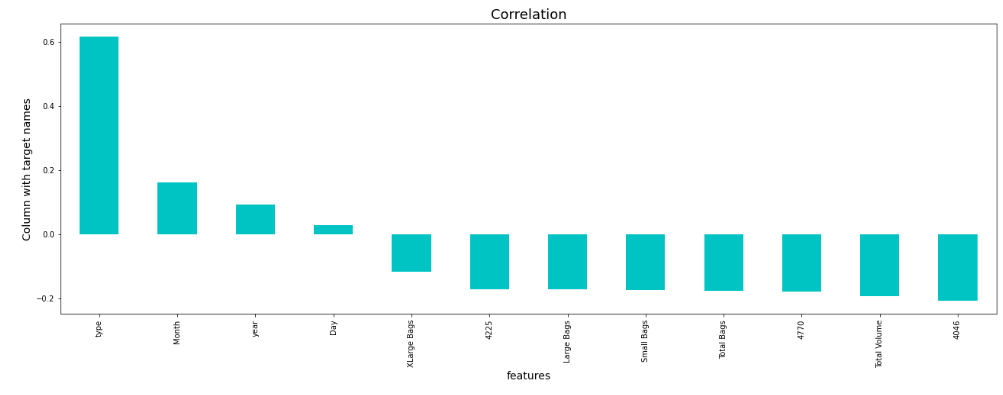 Correlation
Column with target names
0.6
0.4
0.2
0.0
−0.2
type
Month
year
Day
XLarge Bags
4225
Large Bags
Small Bags
Total Bags
4770
Total Volume
4046
features